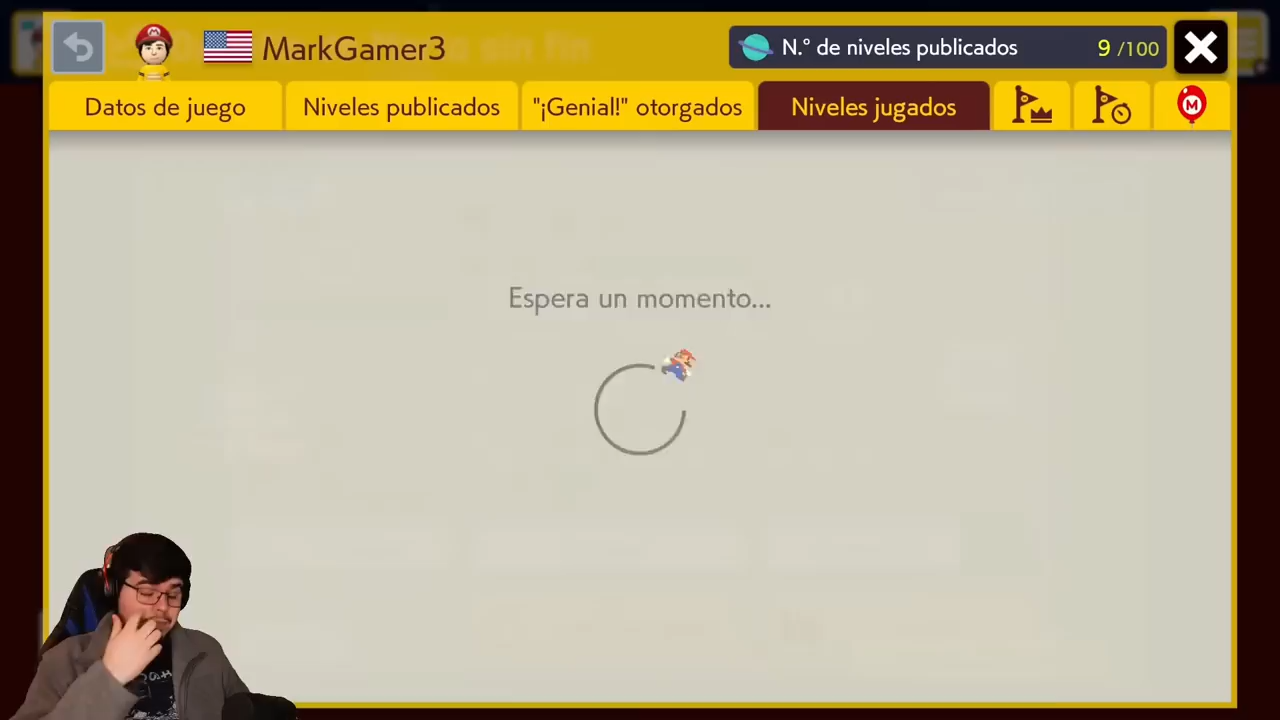 MarkGamer3
N.° de niveles publicados 9 /100
Datos de juego
Niveles publicados
"¡Genial!" otorgados
Niveles jugados
M
Espera un momento...